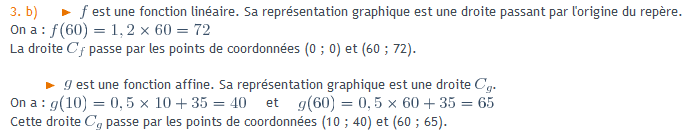 3. b) ► f est une fonction linéaire. Sa représentation graphique est une droite passant par l'origine du repère.
On a : f(60) = 1, 2 × 60 = 72
La droite C_f passe par les points de coordonnées (0 ; 0) et (60 ; 72).
► g est une fonction affine. Sa représentation graphique est une droite C_g.
On a : g(10) = 0, 5 × 10 + 35 = 40 et g(60) = 0, 5 × 60 + 35 = 65
Cette droite C_g passe par les points de coordonnées (10 ; 40) et (60 ; 65).